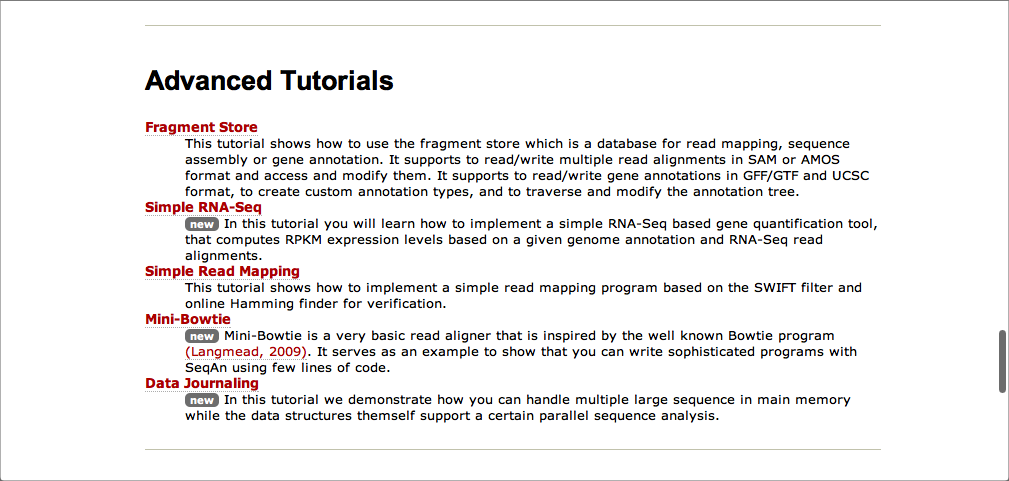 Advanced Tutorials
Fragment Store
This tutorial shows how to use the fragment store which is a database for read mapping, sequence
assembly or gene annotation. It supports to read/write multiple read alignments in SAM or AMOS
format and access and modify them. It supports to read/write gene annotations in GFF/GTF and UCSC
format, to create custom annotation types, and to traverse and modify the annotation tree.
Simple RNA-Seq
new In this tutorial you will learn how to implement a simple RNA-Seq based gene quantification tool,
that computes RPKM expression levels based on a given genome annotation and RNA-Seq read
alignments.
Simple Read Mapping
This tutorial shows how to implement a simple read mapping program based on the SWIFT filter and
online Hamming finder for verification.
Mini-Bowtie
new Mini-Bowtie is a very basic read aligner that is inspired by the well known Bowtie program
(Langmead, 2009). It serves as an example to show that you can write sophisticated programs with
SeqAn using few lines of code.
Data Journaling
new In this tutorial we demonstrate how you can handle multiple large sequence in main memory
while the data structures themself support a certain parallel sequence analysis.